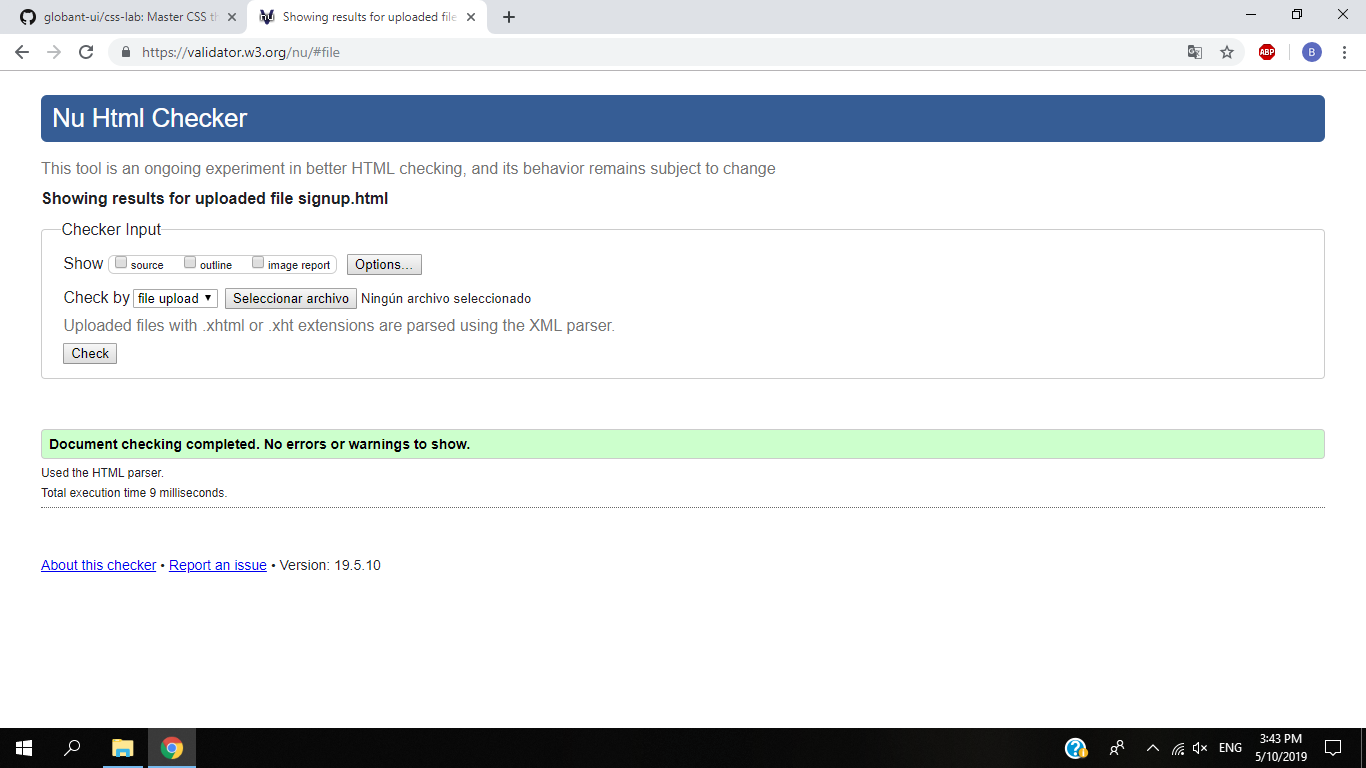 globant-ui/css-lab: Master CSS th
Showing results for uploaded file
https://validator.w3.org/nu/#file
ABP
B
Nu Html Checker
This tool is an ongoing experiment in better HTML checking, and its behavior remains subject to change
Showing results for uploaded file signup.html
Checker Input
Show source outline image report Options...
Check by file upload Seleccionar archivo Ningún archivo seleccionado
Uploaded files with .xhtml or .xht extensions are parsed using the XML parser.
Check
Document checking completed. No errors or warnings to show.
Used the HTML parser.
Total execution time 9 milliseconds.
About this checker • Report an issue • Version: 19.5.10
ENG
3:43 PM
5/10/2019